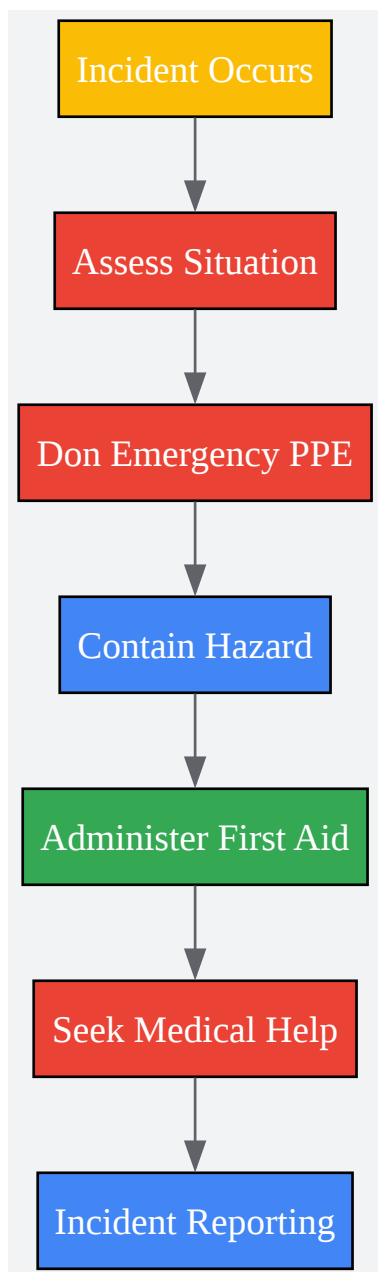 Incident Occurs
Assess Situation
Don Emergency PPE
Contain Hazard
Administer First Aid
Seek Medical Help
Incident Reporting